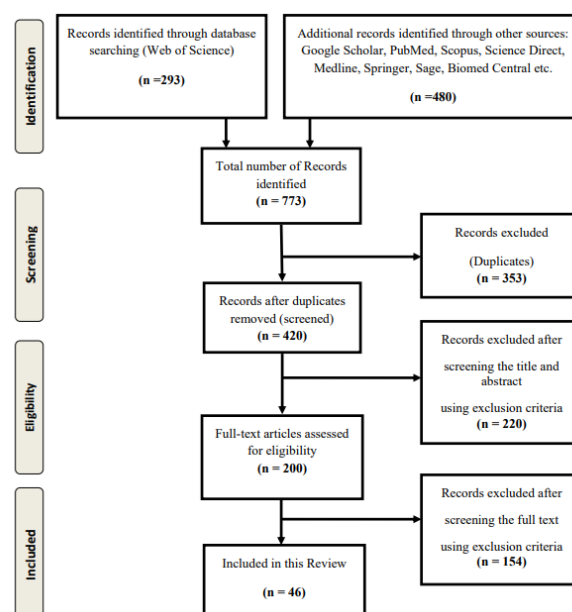 Identification
Records identified through database
searching (Web of Science)
(n =293)
Additional records identified through other sources:
Google Scholar, PubMed, Scopus, Science Direct,
Medline, Springer, Sage, Biomed Central etc.
(n =480)
Total number of Records
identified
(n = 773)
Screening
Records excluded
(Duplicates)
(n = 353)
Records after duplicates
removed (screened)
(n = 420)
Eligibility
Records excluded after
screening the title and
abstract
using exclusion criteria
(n = 220)
Full-text articles assessed
for eligibility
(n = 200)
Included
Records excluded after
screening the full text
using exclusion criteria
(n = 154)
Included in this Review
(n = 46)